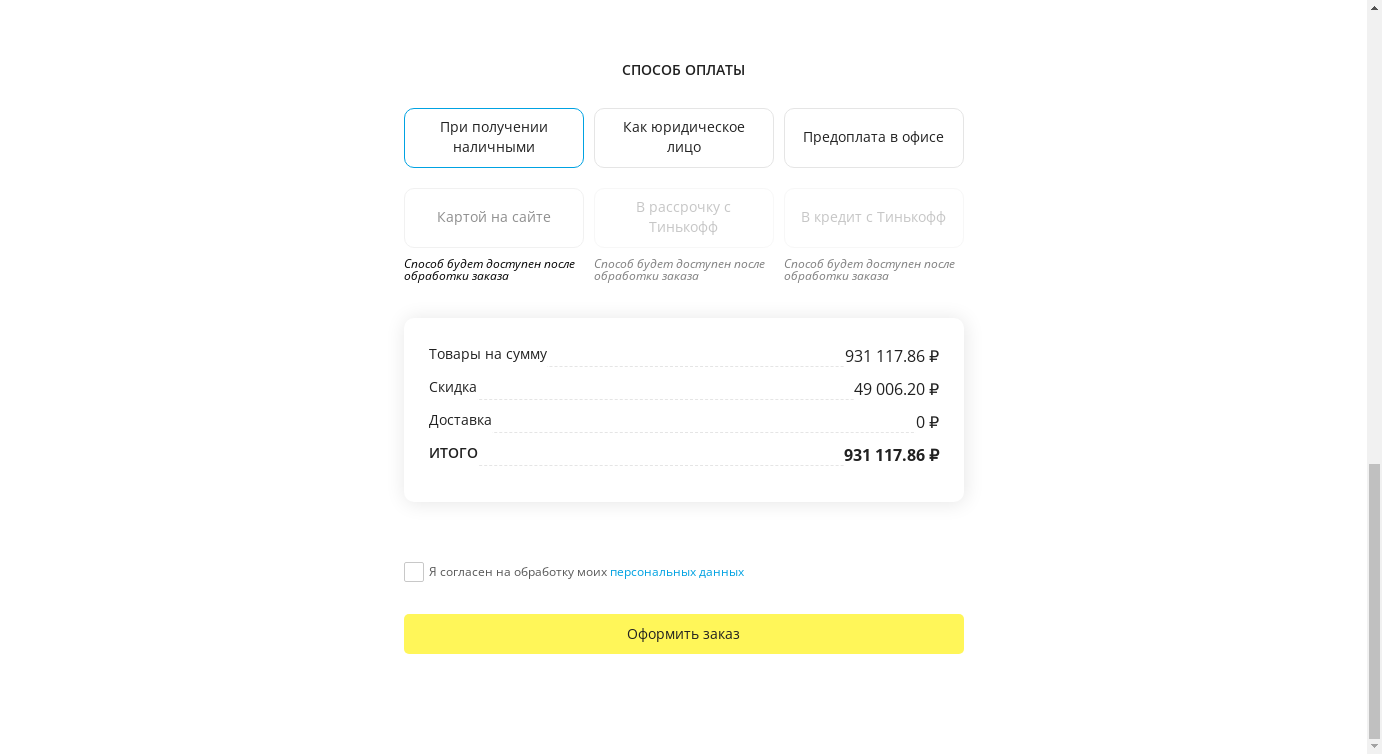 СПОСОБ ОПЛАТЫ
При получении
наличными
Как юридическое
лицо
Предоплата в офисе
Картой на сайте
В рассрочку с
Тинькофф
В кредит с Тинькофф
Способ будет доступен после
обработки заказа
Способ будет доступен после
обработки заказа
Способ будет доступен после
обработки заказа
Товары на сумму 931 117.86 ₽
Скидка 49 006.20 ₽
Доставка 0 ₽
ИТОГО 931 117.86 ₽
Я согласен на обработку моих персональных данных
Оформить заказ